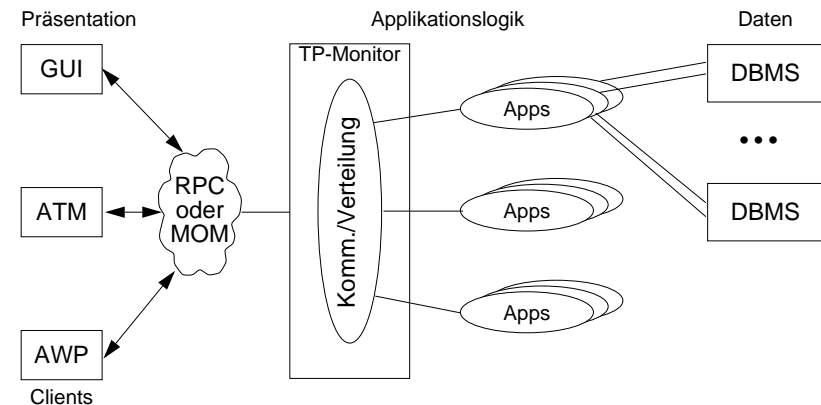 Präsentation
Applikationslogik
Daten
GUI
TP-Monitor
DBMS
Komm./Verteilung
Apps
ATM
RPC
oder
MOM
Apps
DBMS
Apps
AWP
Clients